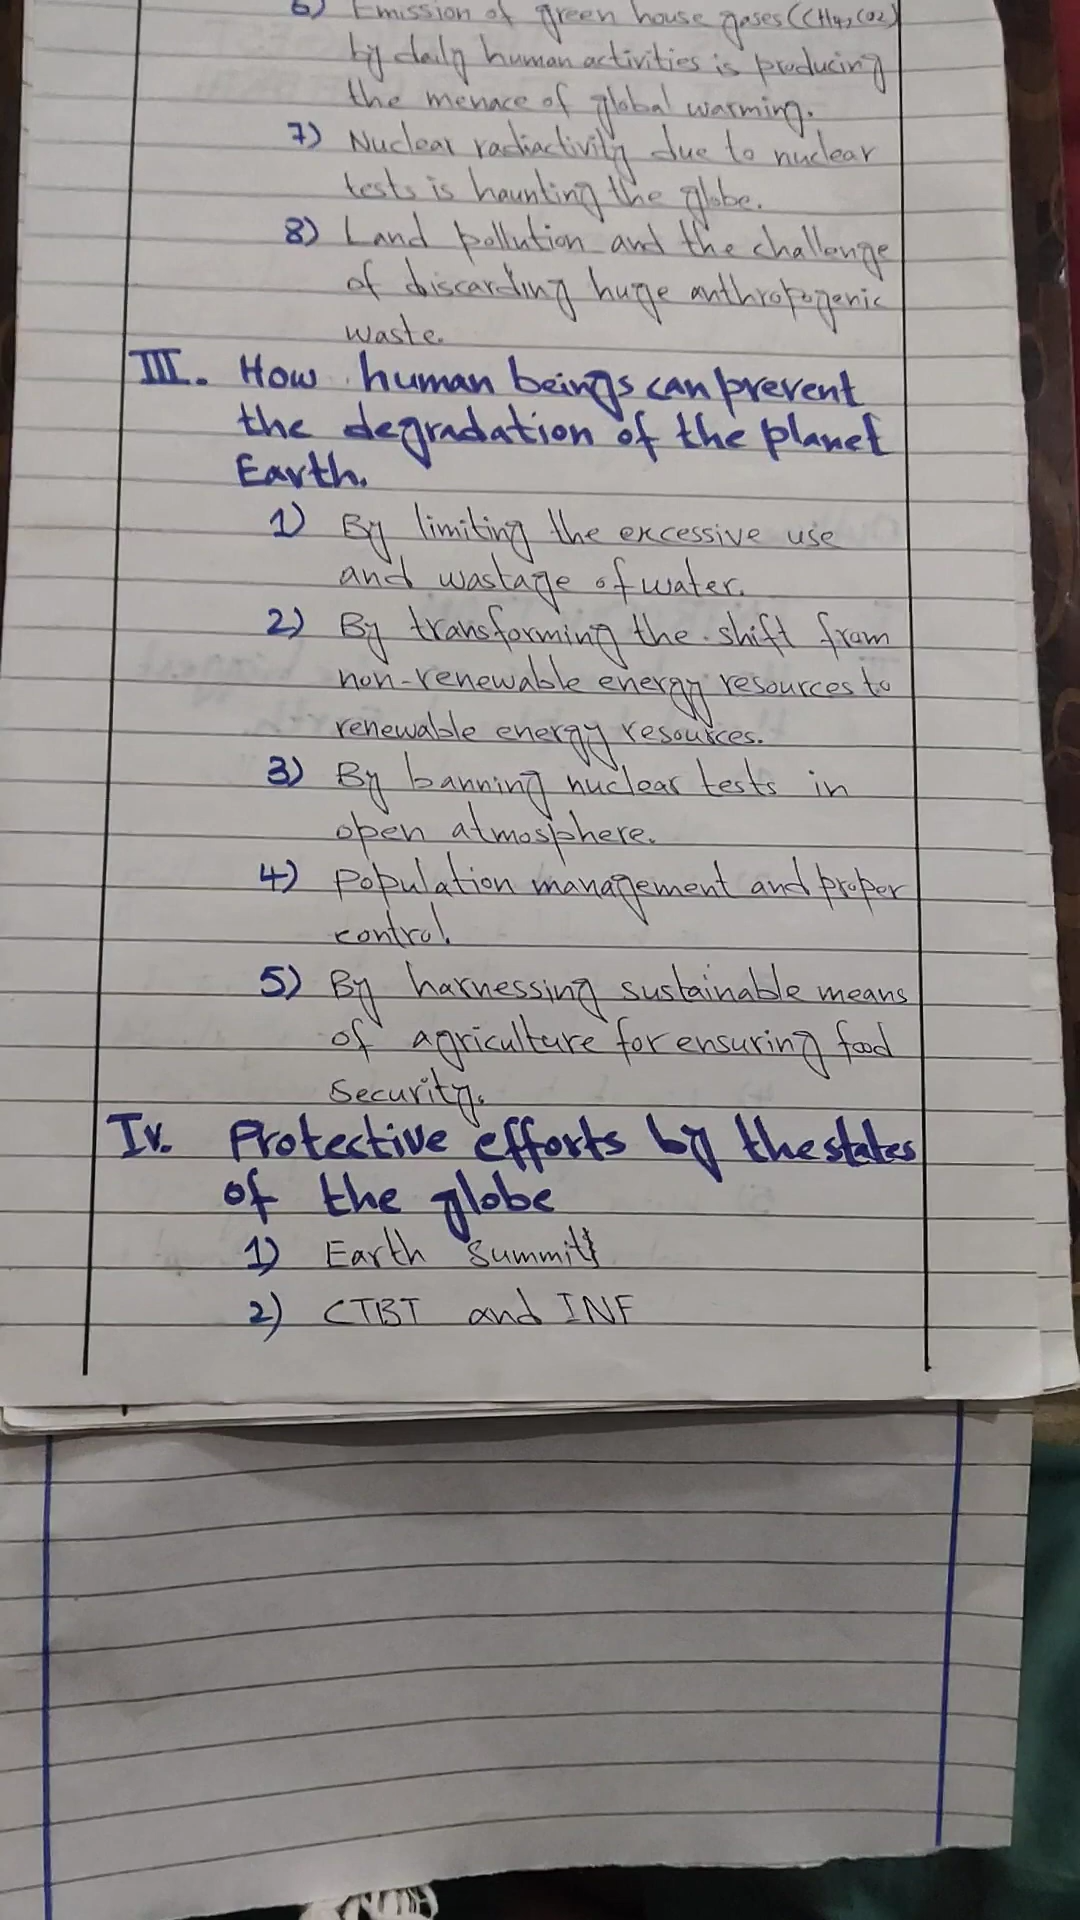 6) Emission of green house gases (CH4, CO2)
by daily human activities is producing
the menace of global warming.
7) Nuclear radiactivity due to nuclear
tests is haunting the globe.
8) Land pollution and the challenge
of discarding huge anthropogenic
waste.
III. How human beings can prevent
the degradation of the planet
Earth.
1) By limiting the excessive use
and wastage of water.
2) By transforming the shift from
non-renewable energy resources to
renewable energy resources.
3) By banning nuclear tests in
open atmosphere.
4) Population management and proper
control.
5) By harnessing sustainable means
of agriculture for ensuring food
security.
IV. Protective efforts by the states
of the globe
1) Earth Summit
2) CTBT and INF